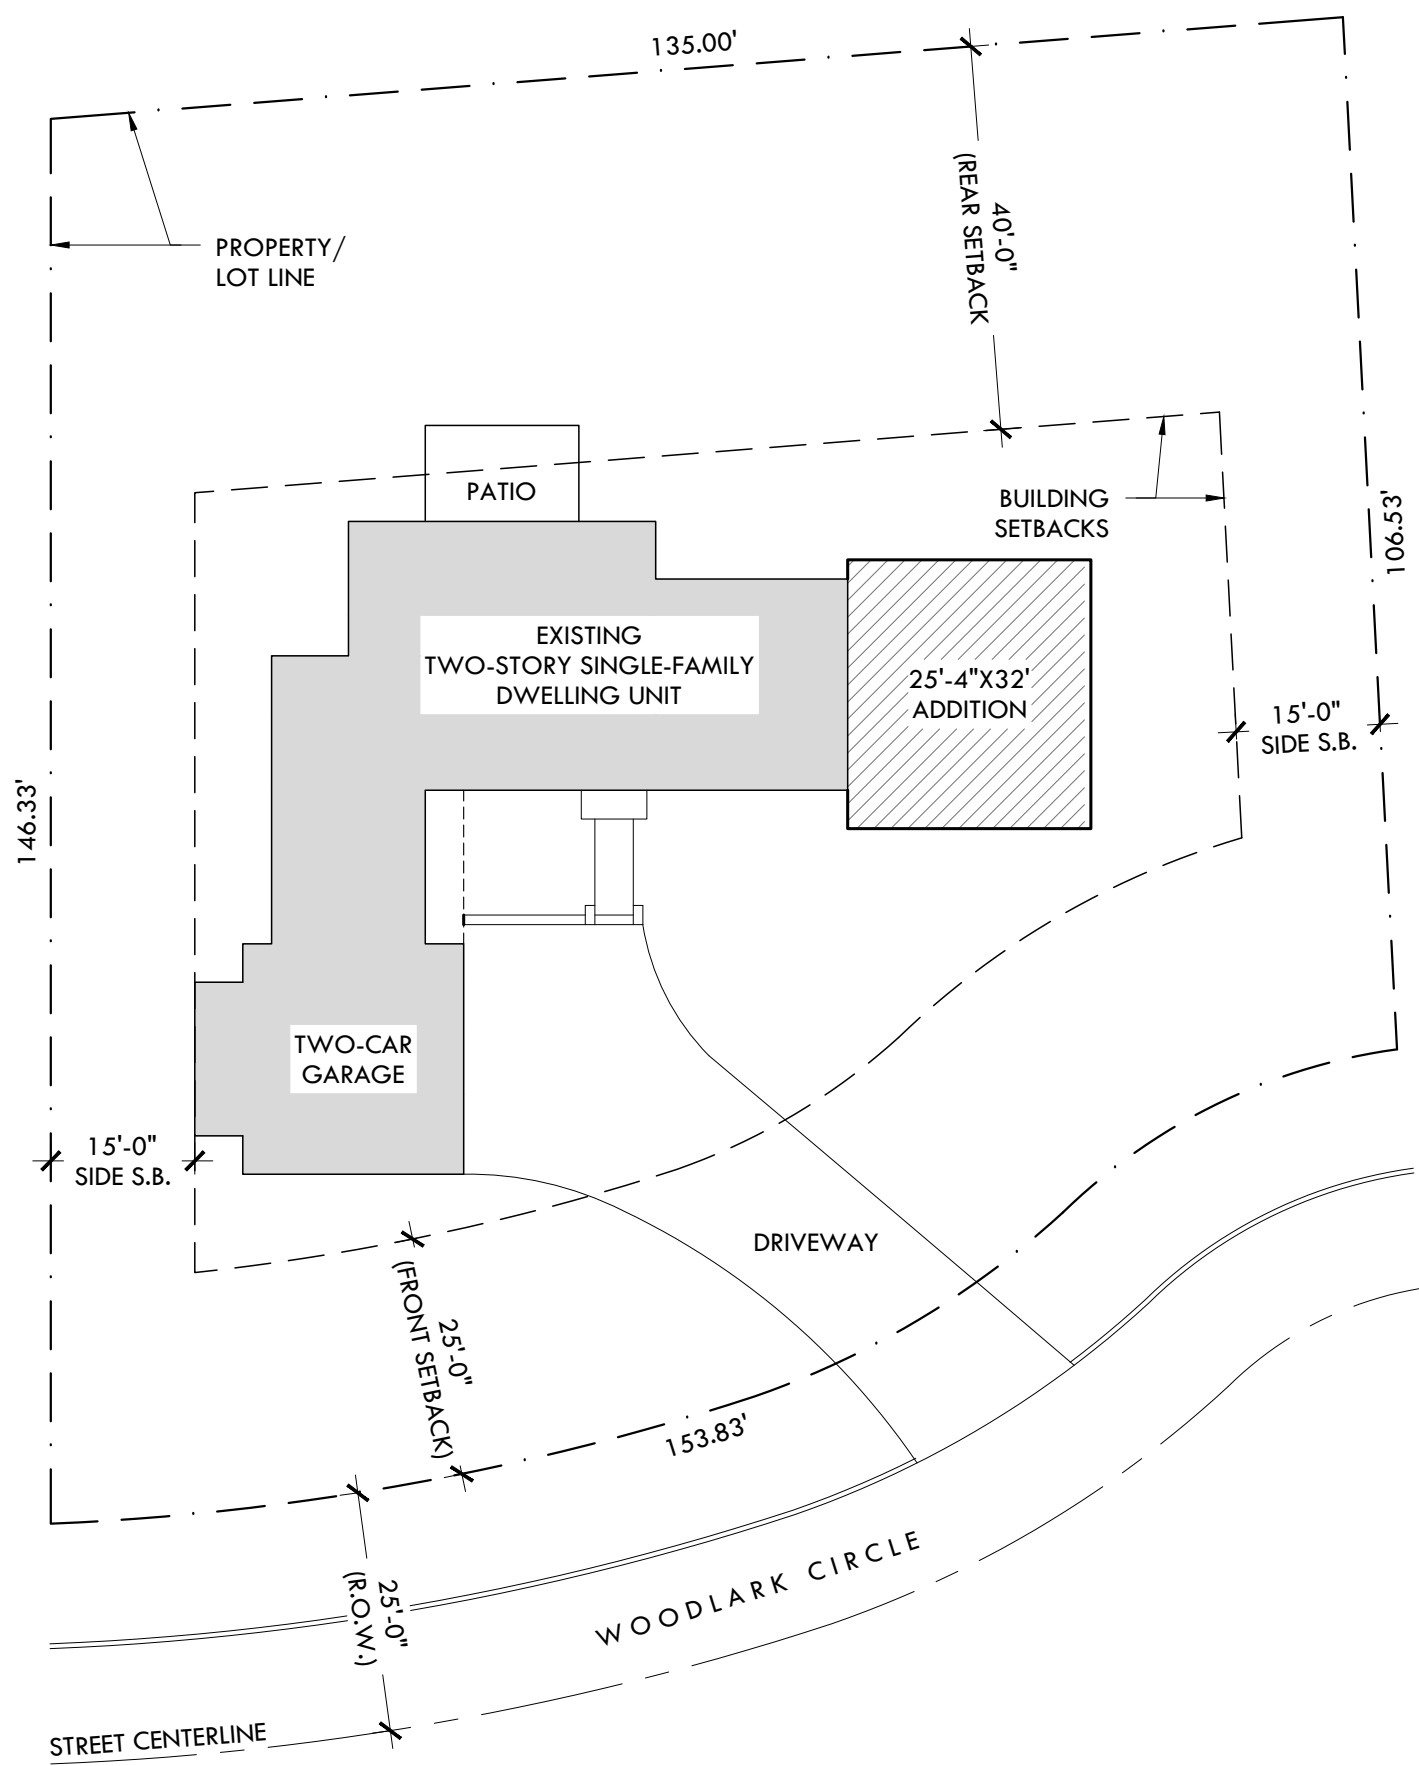 135.00'
40'-0"
(REAR SETBACK
PROPERTY/
LOT LINE
PATIO
BUILDING
SETBACKS
106.53'
EXISTING
TWO-STORY SINGLE-FAMILY
DWELLING UNIT
25'-4"X32'
ADDITION
15'-0"
SIDE S.B.
146.33'
TWO-CAR
GARAGE
15'-0"
SIDE S.B.
DRIVEWAY
25'-0"
(FRONT SETBACK)
153.83'
25'-0"
(R.O.W.)
WOODLARK CIRCLE
STREET CENTERLINE